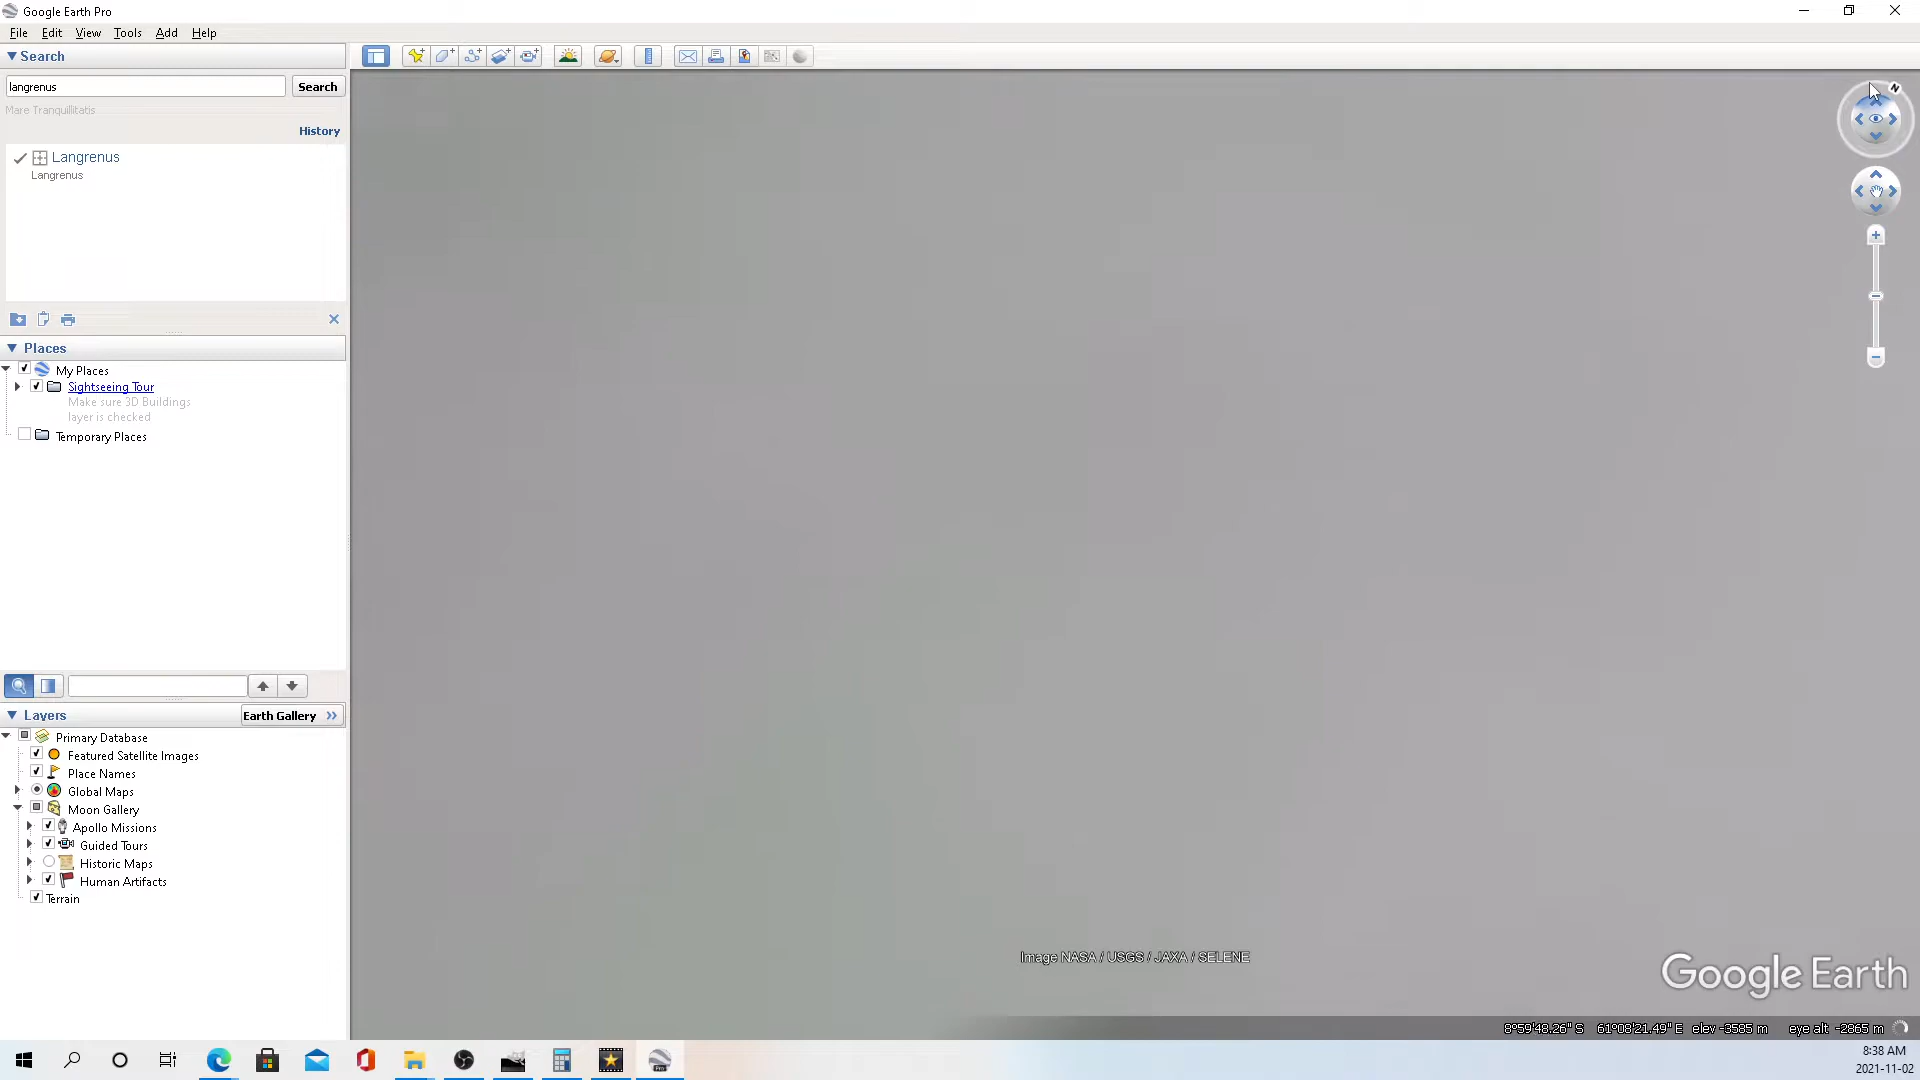 Google Earth Pro
File Edit View Tools Add Help
Search
langrenus
Search
Mare Tranquillitatis
History
Langrenus
Langrenus
Places
My Places
Sightseeing Tour
Make sure 3D Buildings
layer is checked
Temporary Places
Layers
Earth Gallery >>
Primary Database
Featured Satellite Images
Place Names
Global Maps
Moon Gallery
Apollo Missions
Guided Tours
Historic Maps
Human Artifacts
Terrain
N
Image NASA / USGS / JAXA / SELENE
Google Earth
8°59'48.26" S 61°08'21.49" E elev -3585 m eye alt -2865 m
Pro
8:38 AM
2021-11-02